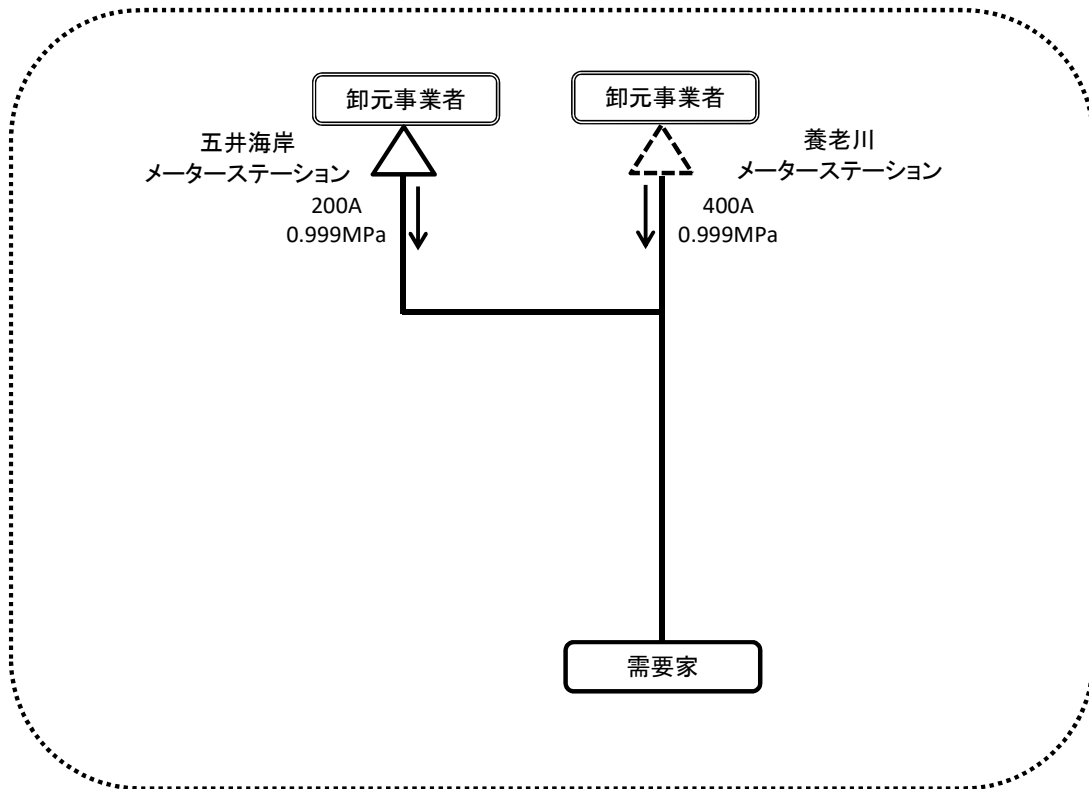 卸元事業者
卸元事業者
五井海岸
メーターステーション
200A
0.999MPa
養老川
メーターステーション
400A
0.999MPa
需要家